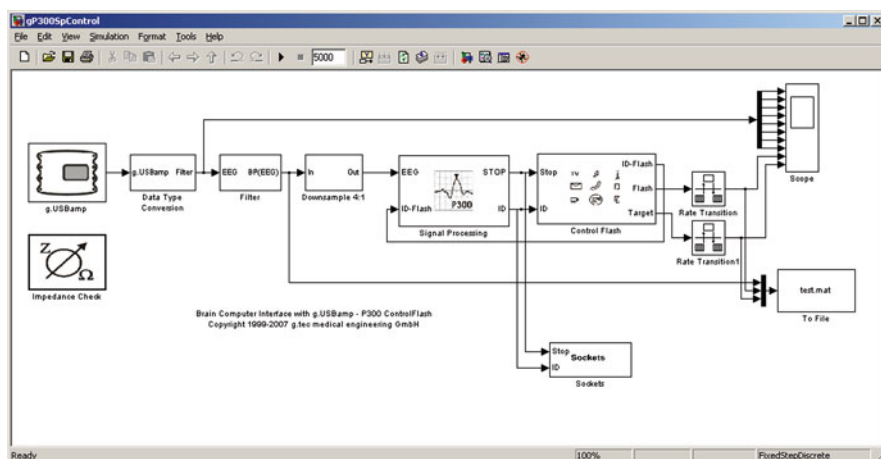 gP300SpControl
File Edit View Simulation Format Tools Help
5000
g.USBamp
g.USBamp Filter
Data Type
Conversion
EEG BP(EEG)
Filter
In Out
Downsample 4:1
EEG STOP
P300
ID-Flash ID
Signal Processing
Stop ID-Flash
TV
Flash
ID Target
Control Flash
Rate Transition
Rate Transition1
Scope
Z Ω
Impedance Check
test.mat
To File
Brain Computer Interface with g.USBamp - P300 ControlFlash
Copyright 1999-2007 g.tec medical engineering GmbH
Stop
Sockets
ID
Sockets
Ready 100% FixedStepDiscrete